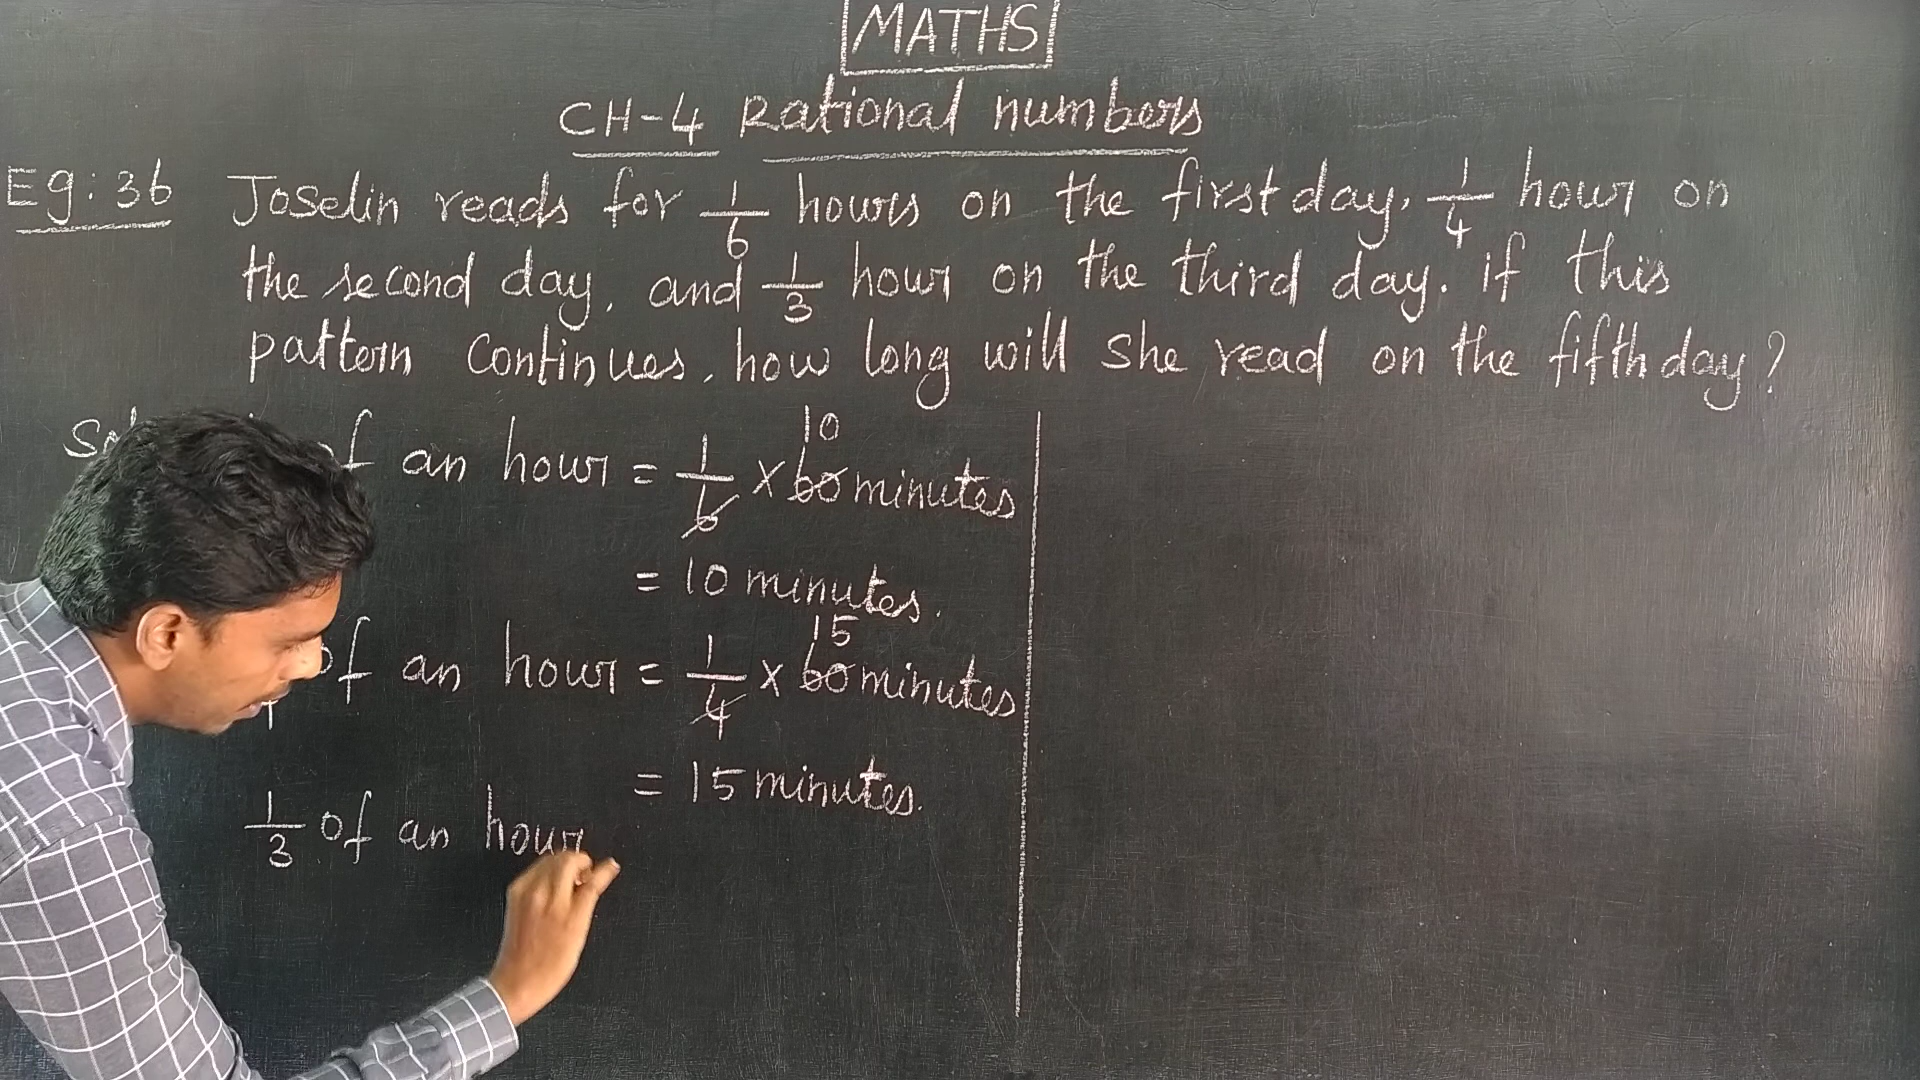 MATHS
CH-4 Rational numbers
Eg: 36 Joselin reads for 1/6 hours on the first day, 1/4 hour on
the second day, and 1/3 hour on the third day. if this
pattern continues, how long will she read on the fifth day?
of an hour = 1/6 x 60 minutes
10
= 10 minutes.
15
of an hour = 1/4 x 60 minutes
= 15 minutes.
1/3 of an hour